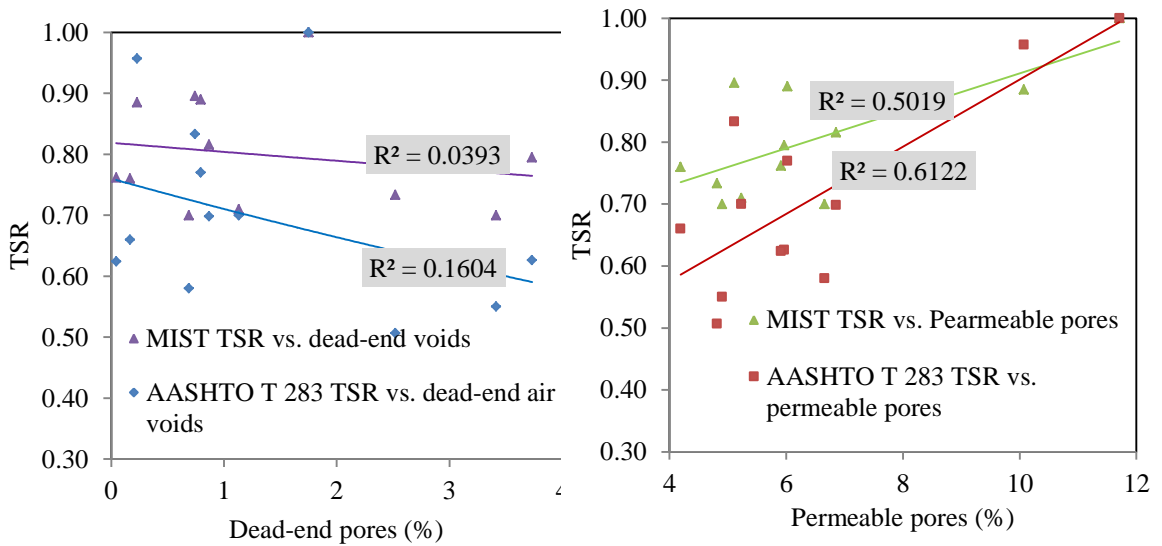 1.00
0.90
0.80
0.70
0.60
0.50
0.40
0.30
TSR
R² = 0.0393
R² = 0.1604
MIST TSR vs. dead-end voids
AASHTO T 283 TSR vs. dead-end air
voids
0 1 2 3 4
Dead-end pores (%)
1.00
0.90
0.80
0.70
0.60
0.50
0.40
0.30
TSR
R² = 0.5019
R² = 0.6122
MIST TSR vs. Pearmeable pores
AASHTO T 283 TSR vs.
permeable pores
4 6 8 10 12
Permeable pores (%)